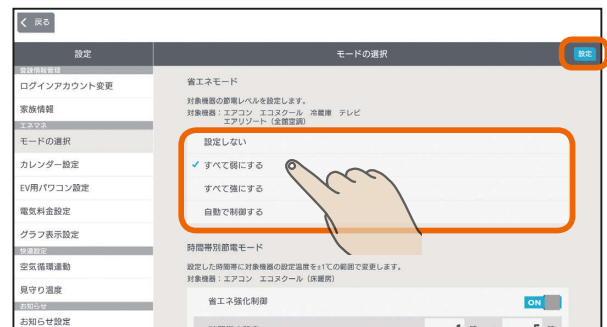 戻る
設定
モードの選択
設定
登録情報管理
ログインアカウント変更
家族情報
エネマネ
モードの選択
カレンダー設定
EV用パワコン設定
電気料金設定
グラフ表示設定
快適設定
空気循環連動
見守り温度
お知らせ
お知らせ設定
省エネモード
対象機器の節電レベルを設定します。
対象機器：エアコン エコヌクール 冷蔵庫 テレビ
エアリゾート（全館空調）
設定しない
すべて弱にする
すべて強にする
自動で制御する
時間帯別節電モード
設定した時間帯に対象機器の設定温度を±1℃の範囲で変更します。
対象機器：エアコン エコヌクール（床暖房）
省エネ強化制御
ON